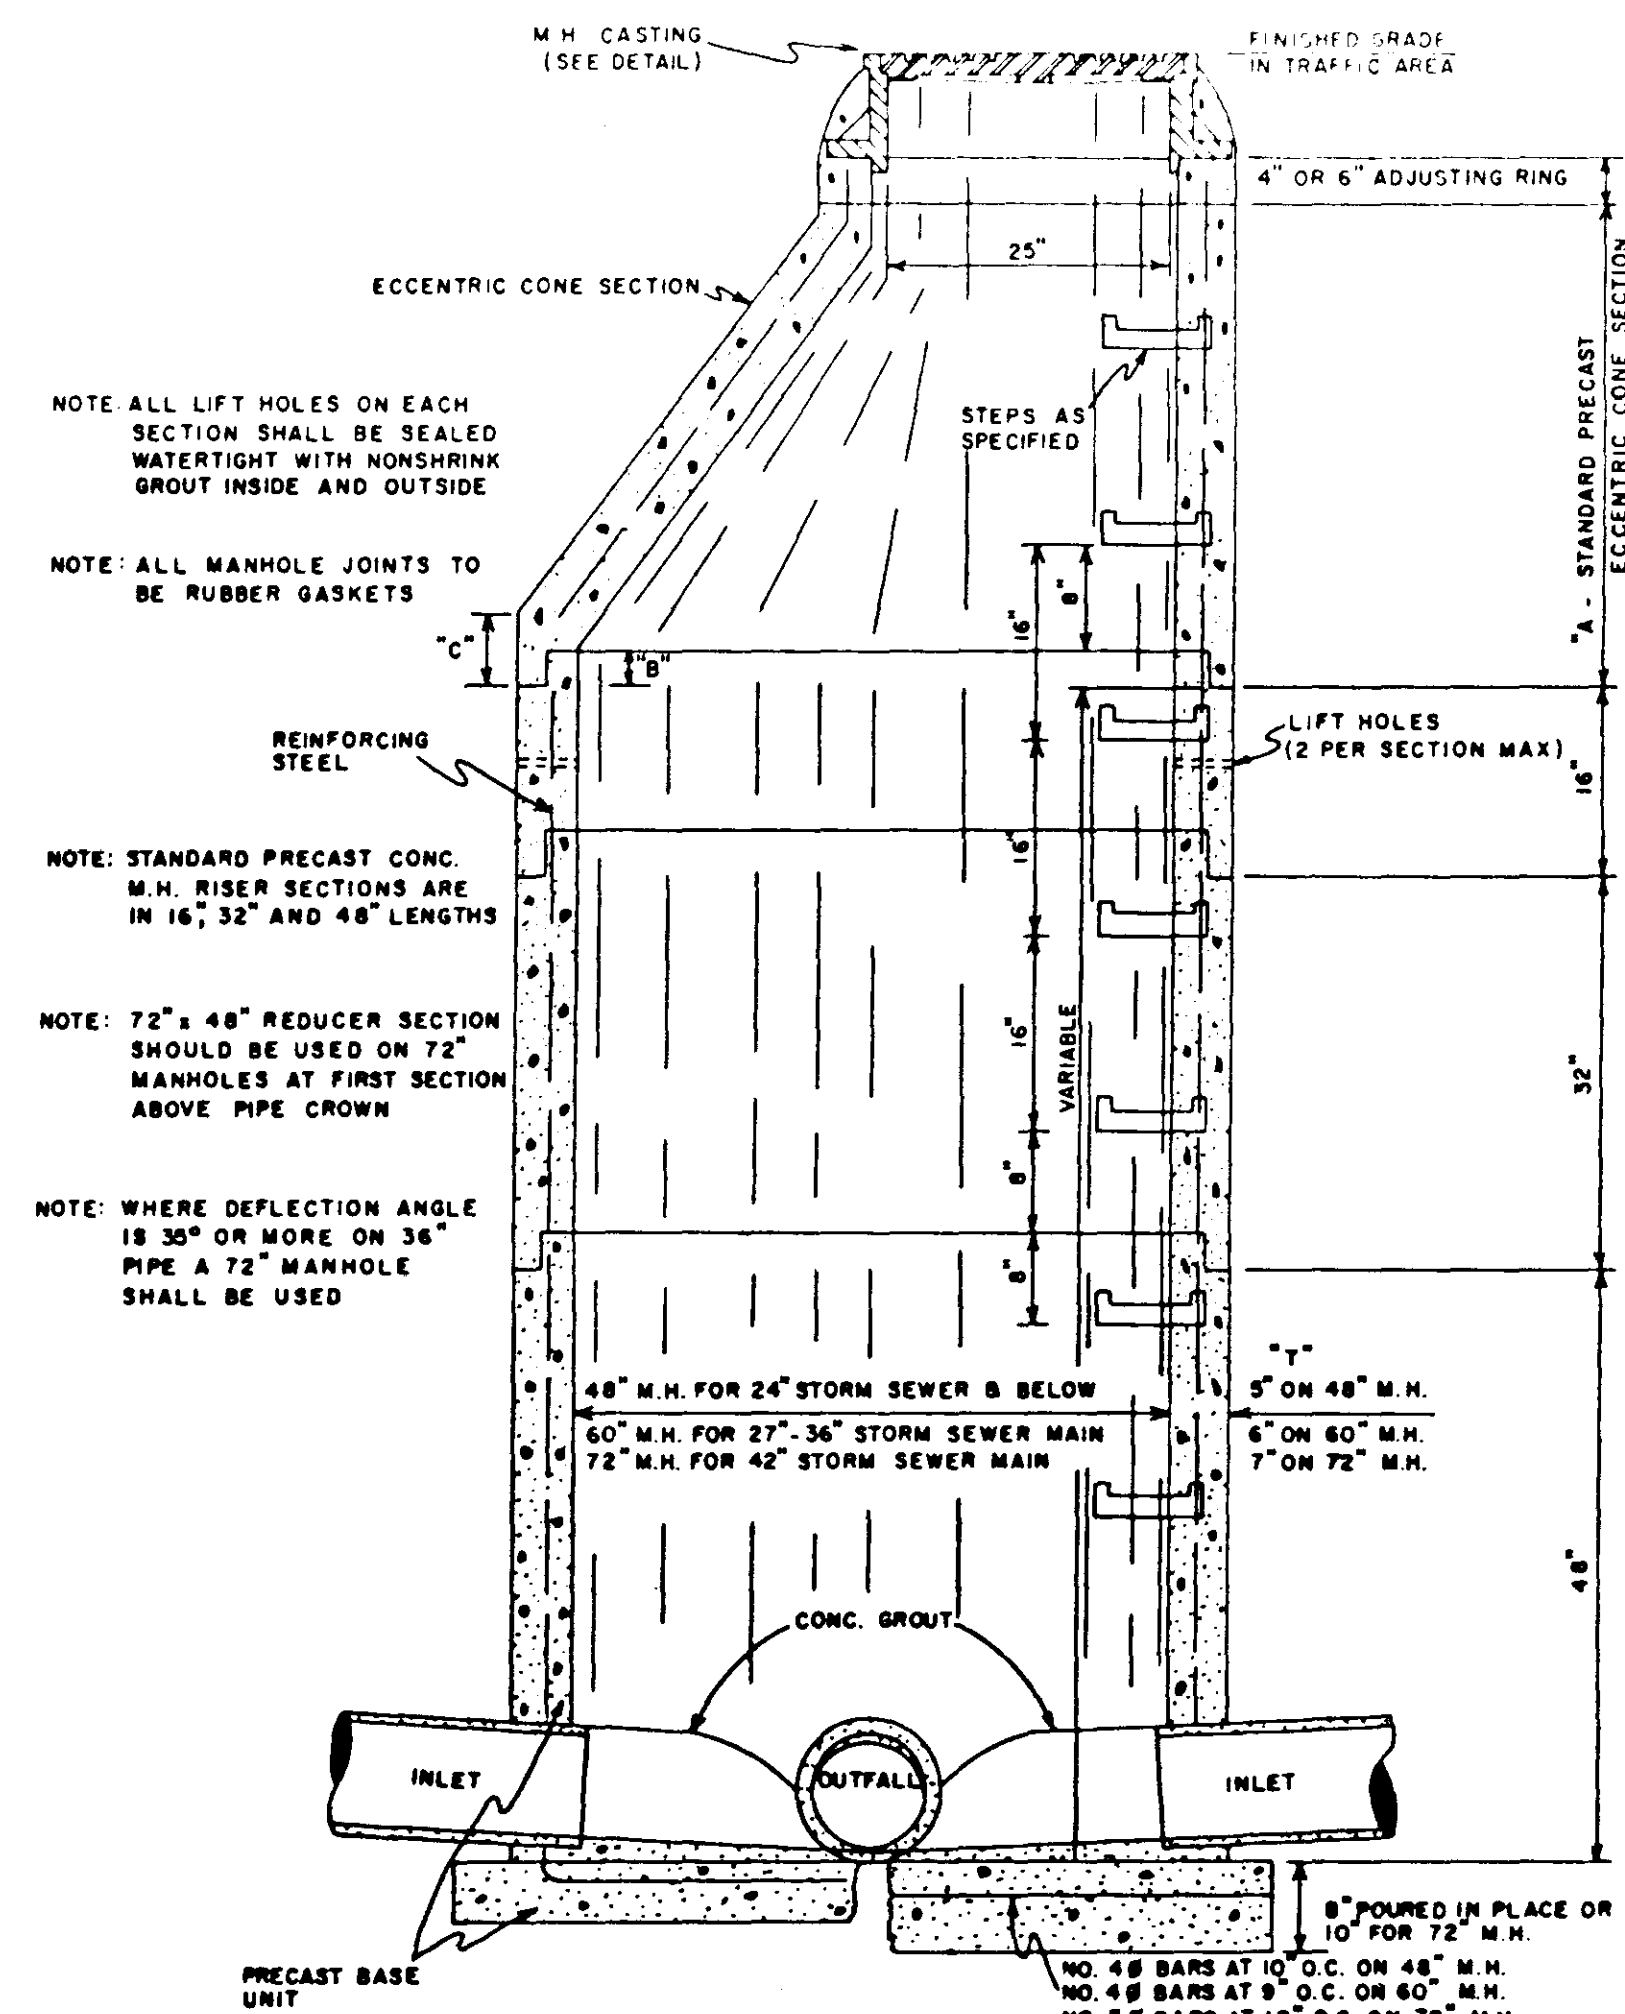 M H CASTING
(SEE DETAIL)
FINISHED GRADE
IN TRAFFIC AREA
4" OR 6" ADJUSTING RING
25"
ECCENTRIC CONE SECTION
"A - STANDARD PRECAST
ECCENTRIC CONE SECTION
NOTE: ALL LIFT HOLES ON EACH
SECTION SHALL BE SEALED
WATERTIGHT WITH NONSHRINK
GROUT INSIDE AND OUTSIDE
STEPS AS
SPECIFIED
NOTE: ALL MANHOLE JOINTS TO
BE RUBBER GASKETS
16"
8"
"C"
"B"
REINFORCING
STEEL
LIFT HOLES
(2 PER SECTION MAX)
16"
16"
NOTE: STANDARD PRECAST CONC.
M.H. RISER SECTIONS ARE
IN 16", 32" AND 48" LENGTHS
NOTE: 72" x 48" REDUCER SECTION
SHOULD BE USED ON 72"
MANHOLES AT FIRST SECTION
ABOVE PIPE CROWN
16"
VARIABLE
32"
8"
NOTE: WHERE DEFLECTION ANGLE
IS 35° OR MORE ON 36"
PIPE A 72" MANHOLE
SHALL BE USED
8"
48" M.H. FOR 24" STORM SEWER & BELOW
60" M.H. FOR 27"-36" STORM SEWER MAIN
72" M.H. FOR 42" STORM SEWER MAIN
"T"
5" ON 48" M.H.
6" ON 60" M.H.
7" ON 72" M.H.
48"
CONC. GROUT
INLET
OUTFALL
INLET
8" POURED IN PLACE OR
10" FOR 72" M.H.
PRECAST BASE
UNIT
NO. 4Ø BARS AT 10" O.C. ON 48" M.H.
NO. 4Ø BARS AT 9" O.C. ON 60" M.H.